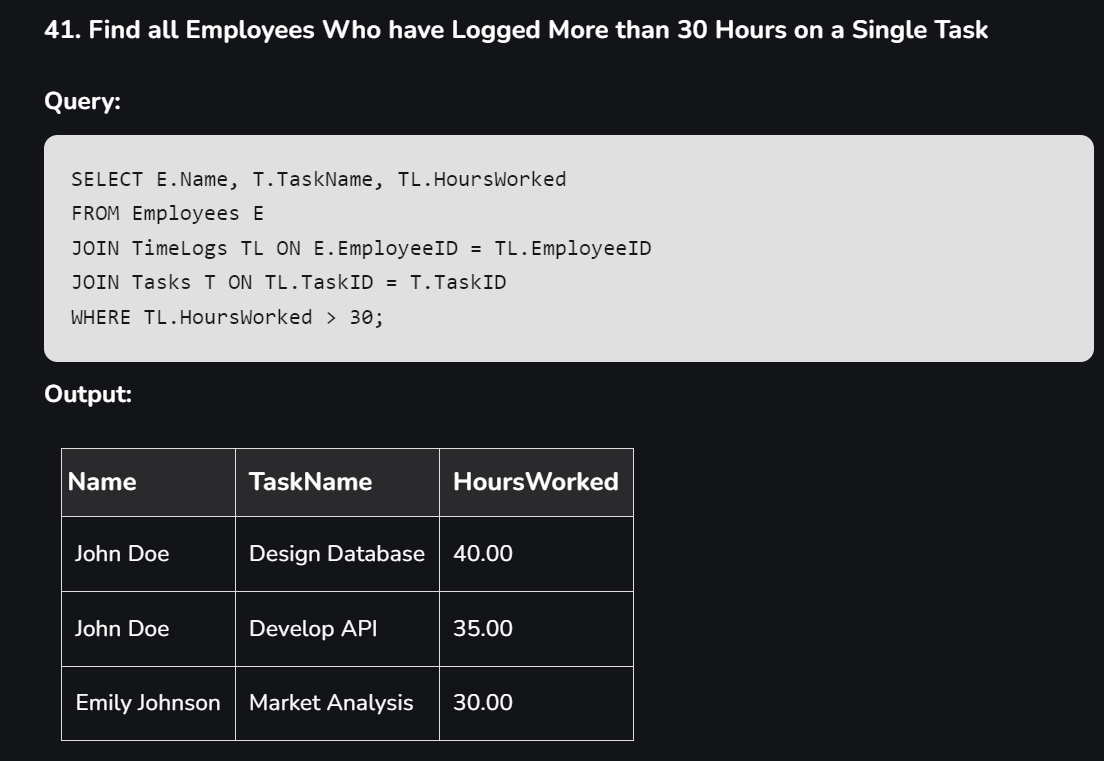 41. Find all Employees Who have Logged More than 30 Hours on a Single Task
Query:
SELECT E.Name, T.TaskName, TL.HoursWorked
FROM Employees E
JOIN TimeLogs TL ON E.EmployeeID = TL.EmployeeID
JOIN Tasks T ON TL.TaskID = T.TaskID
WHERE TL.HoursWorked > 30;
Output:
Name TaskName HoursWorked
John Doe Design Database 40.00
John Doe Develop API 35.00
Emily Johnson Market Analysis 30.00